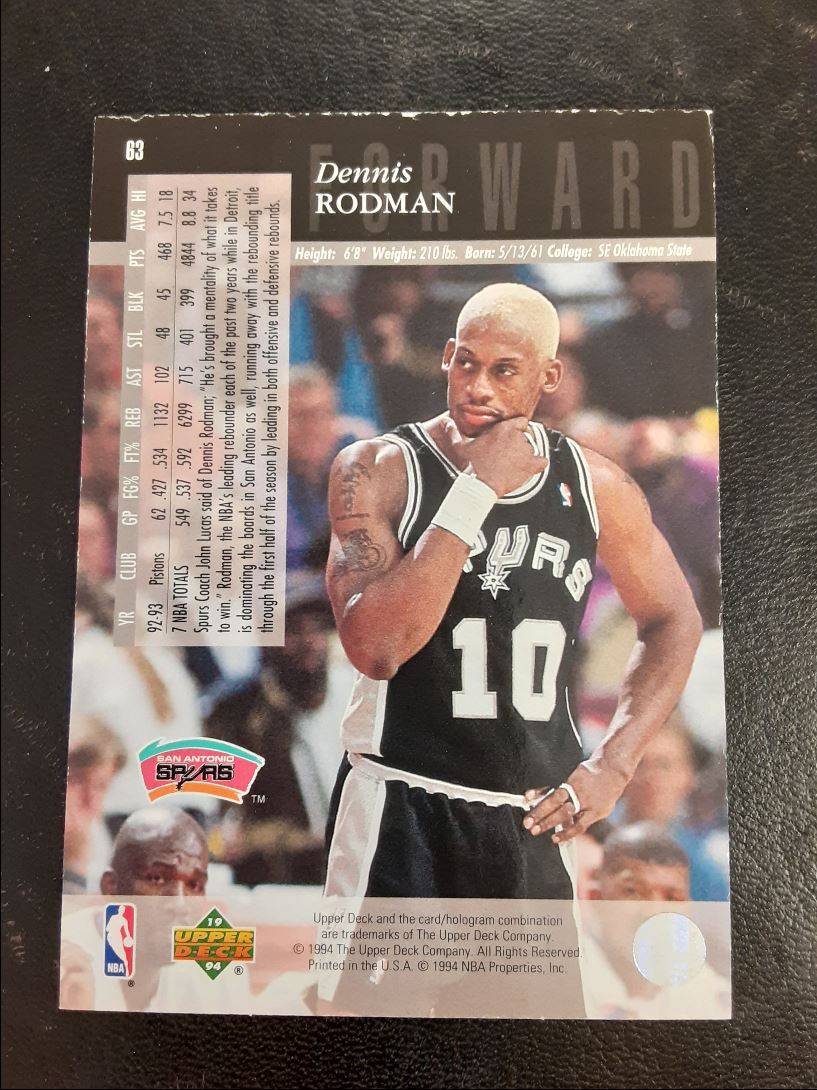 63
FORWARD
Dennis
RODMAN
Height: 6'8" Weight: 210 lbs. Born: 5/13/61 College: SE Oklahoma State
YR CLUB GP FG% FT% REB AST STL BLK PTS AVG HI
92-93 Pistons 62 .427 .534 1132 102 48 45 468 7.5 18
7 NBA TOTALS 549 .537 .592 6299 715 401 399 4844 8.8 34
Spurs Coach John Lucas said of Dennis Rodman; "He's brought a mentality of what it takes
to win." Rodman, the NBA's leading rebounder each of the past two years while in Detroit,
is dominating the boards in San Antonio as well, running away with the rebounding title
through the first half of the season by leading in both offensive and defensive rebounds.
SPURS
10
SAN ANTONIO
SPURS
TM
NBA
®
19
UPPER
DECK
94
®
Upper Deck and the card/hologram combination
are trademarks of The Upper Deck Company.
© 1994 The Upper Deck Company. All Rights Reserved.
Printed in the U.S.A. © 1994 NBA Properties, Inc.